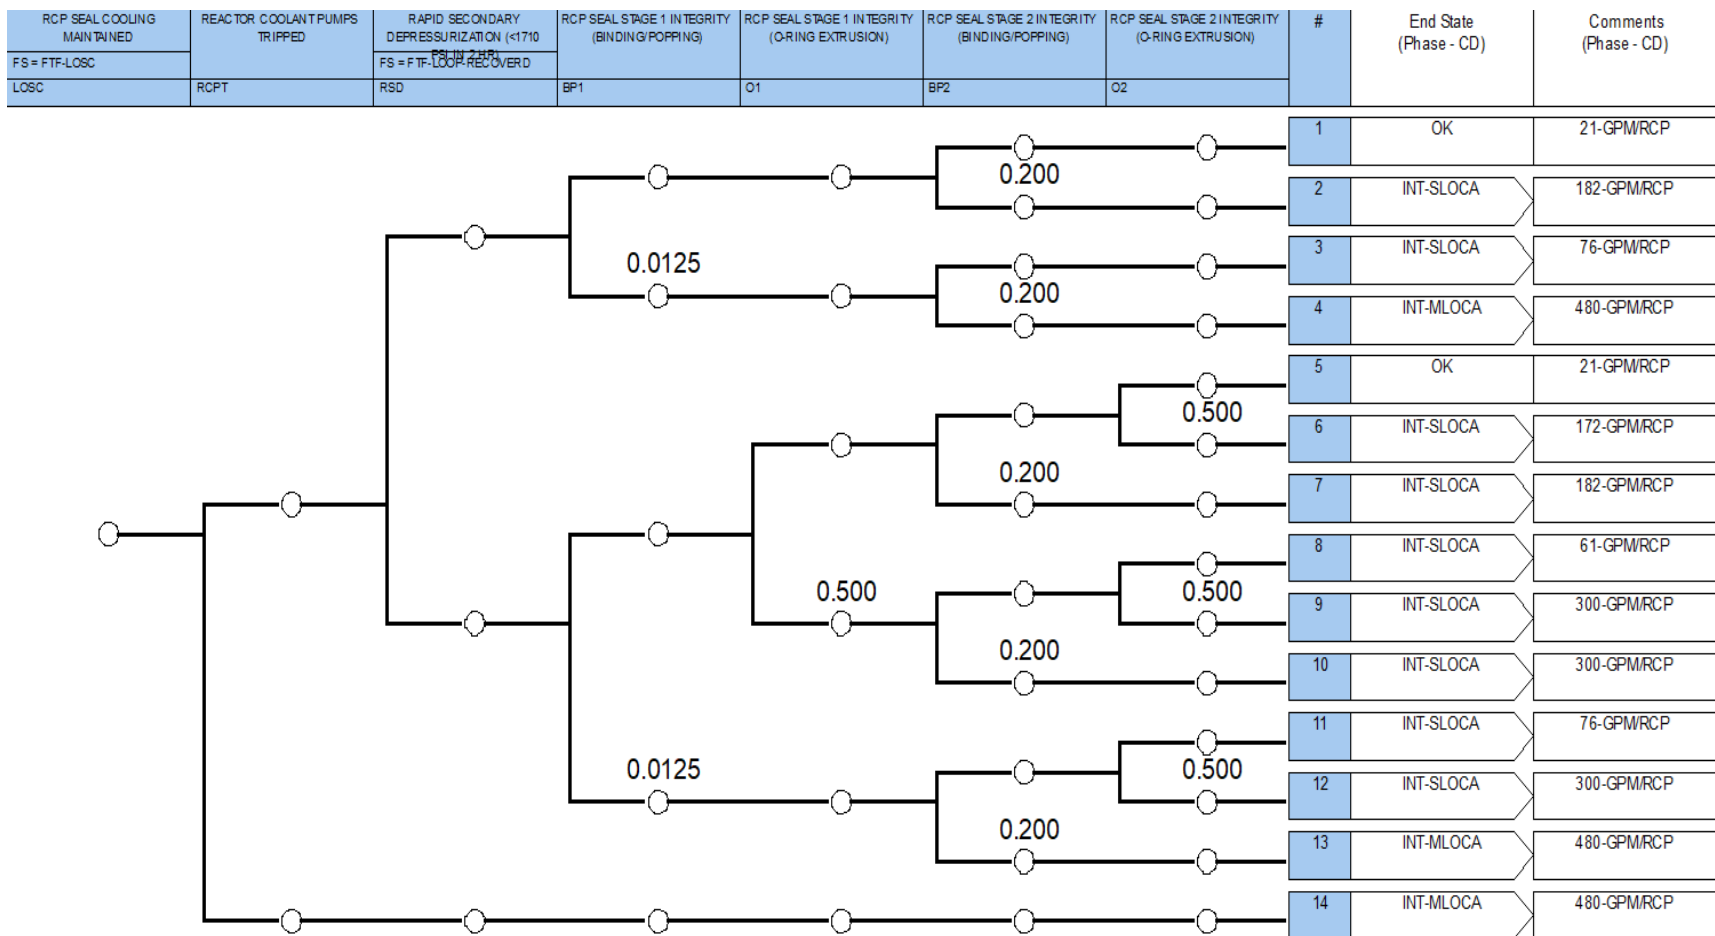 RCP SEAL COOLING
MAINTAINED
FS = FTF-LOSC
LOSC
REACTOR COOLANT PUMPS
TRIPPED
RCPT
RAPID SECONDARY
DEPRESSURIZATION (<1710
PSI IN 2 HR)
FS = FTF-LOOP-RECOVERD
RSD
RCP SEAL STAGE 1 INTEGRITY
(BINDING/POPPING)
BP1
RCP SEAL STAGE 1 INTEGRITY
(O-RING EXTRUSION)
O1
RCP SEAL STAGE 2 INTEGRITY
(BINDING/POPPING)
BP2
RCP SEAL STAGE 2 INTEGRITY
(O-RING EXTRUSION)
O2
#
End State
(Phase - CD)
Comments
(Phase - CD)
1 OK 21-GPM/RCP
0.200
2 INT-SLOCA 182-GPM/RCP
0.0125
3 INT-SLOCA 76-GPM/RCP
0.200
4 INT-MLOCA 480-GPM/RCP
5 OK 21-GPM/RCP
0.500
6 INT-SLOCA 172-GPM/RCP
0.200
7 INT-SLOCA 182-GPM/RCP
8 INT-SLOCA 61-GPM/RCP
0.500 0.500
9 INT-SLOCA 300-GPM/RCP
0.200
10 INT-SLOCA 300-GPM/RCP
11 INT-SLOCA 76-GPM/RCP
0.0125 0.500
12 INT-SLOCA 300-GPM/RCP
0.200
13 INT-MLOCA 480-GPM/RCP
14 INT-MLOCA 480-GPM/RCP